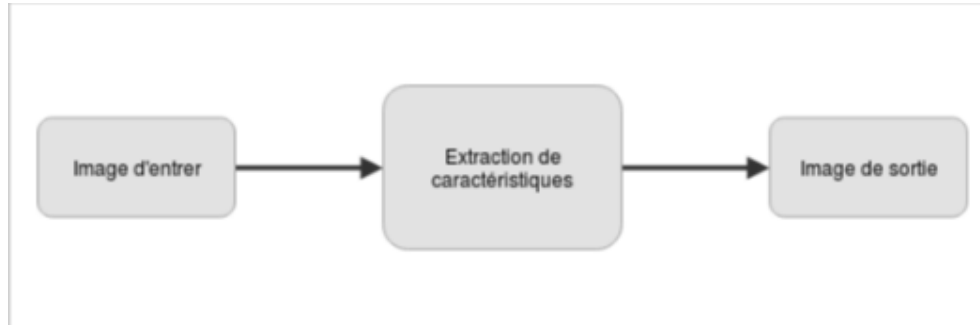 Image d'entrer
Extraction de
caractéristiques
Image de sortie